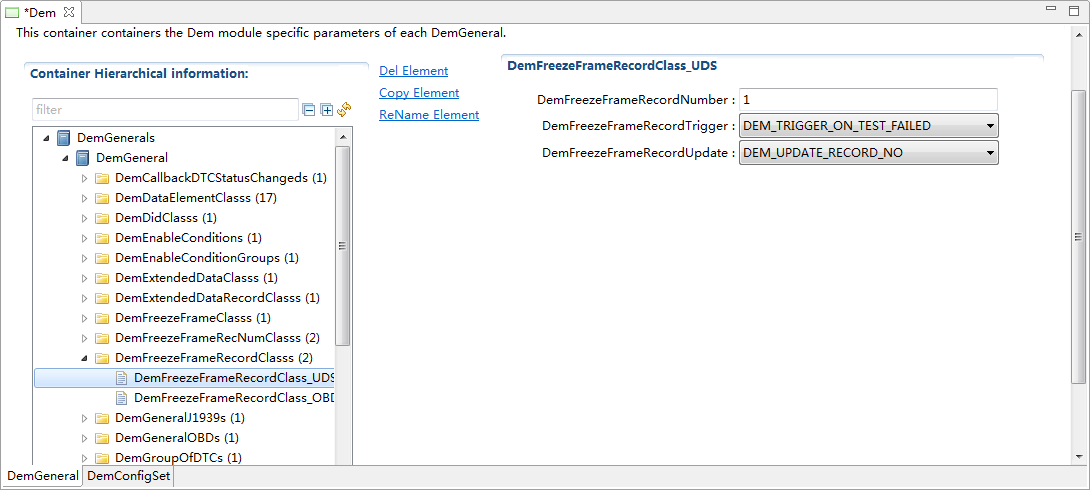 *Dem
This container containers the Dem module specific parameters of each DemGeneral.
Container Hierarchical information:
filter
DemGenerals
DemGeneral
DemCallbackDTCStatusChangeds (1)
DemDataElementClasss (17)
DemDidClasss (1)
DemEnableConditions (1)
DemEnableConditionGroups (1)
DemExtendedDataClasss (1)
DemExtendedDataRecordClasss (1)
DemFreezeFrameClasss (1)
DemFreezeFrameRecNumClasss (2)
DemFreezeFrameRecordClasss (2)
DemFreezeFrameRecordClass_UDS
DemFreezeFrameRecordClass_OBD
DemGeneralJ1939s (1)
DemGeneralOBDs (1)
DemGroupOfDTCs (1)
Del Element
Copy Element
ReName Element
DemFreezeFrameRecordClass_UDS
DemFreezeFrameRecordNumber : 1
DemFreezeFrameRecordTrigger : DEM_TRIGGER_ON_TEST_FAILED
DemFreezeFrameRecordUpdate : DEM_UPDATE_RECORD_NO
DemGeneral DemConfigSet